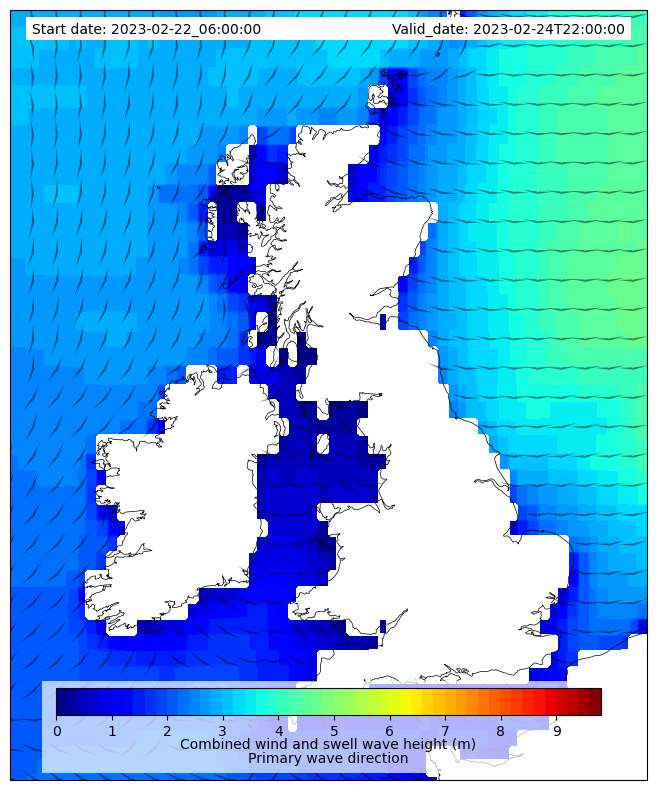 Start date: 2023-02-22_06:00:00 Valid_date: 2023-02-24T22:00:00
0 1 2 3 4 5 6 7 8 9
Combined wind and swell wave height (m)
Primary wave direction